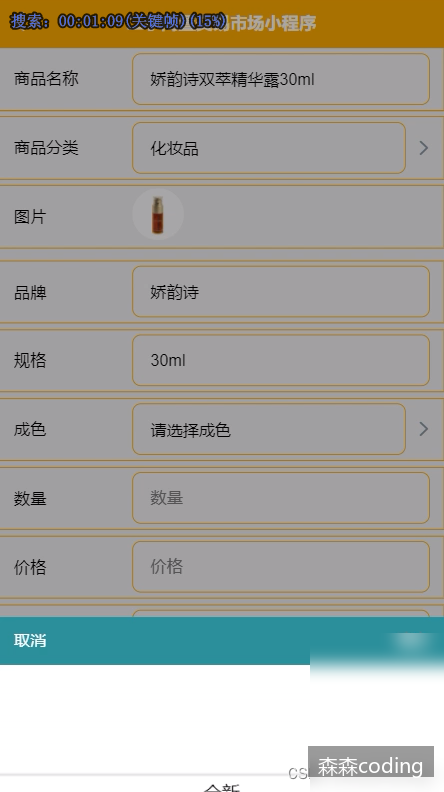 搜索: 00:01:09(关键帧)(15%)
市场小程序
商品名称
娇韵诗双萃精华露30ml
商品分类
化妆品
图片
品牌
娇韵诗
规格
30ml
成色
请选择成色
数量
数量
价格
价格
取消
全新
森森coding